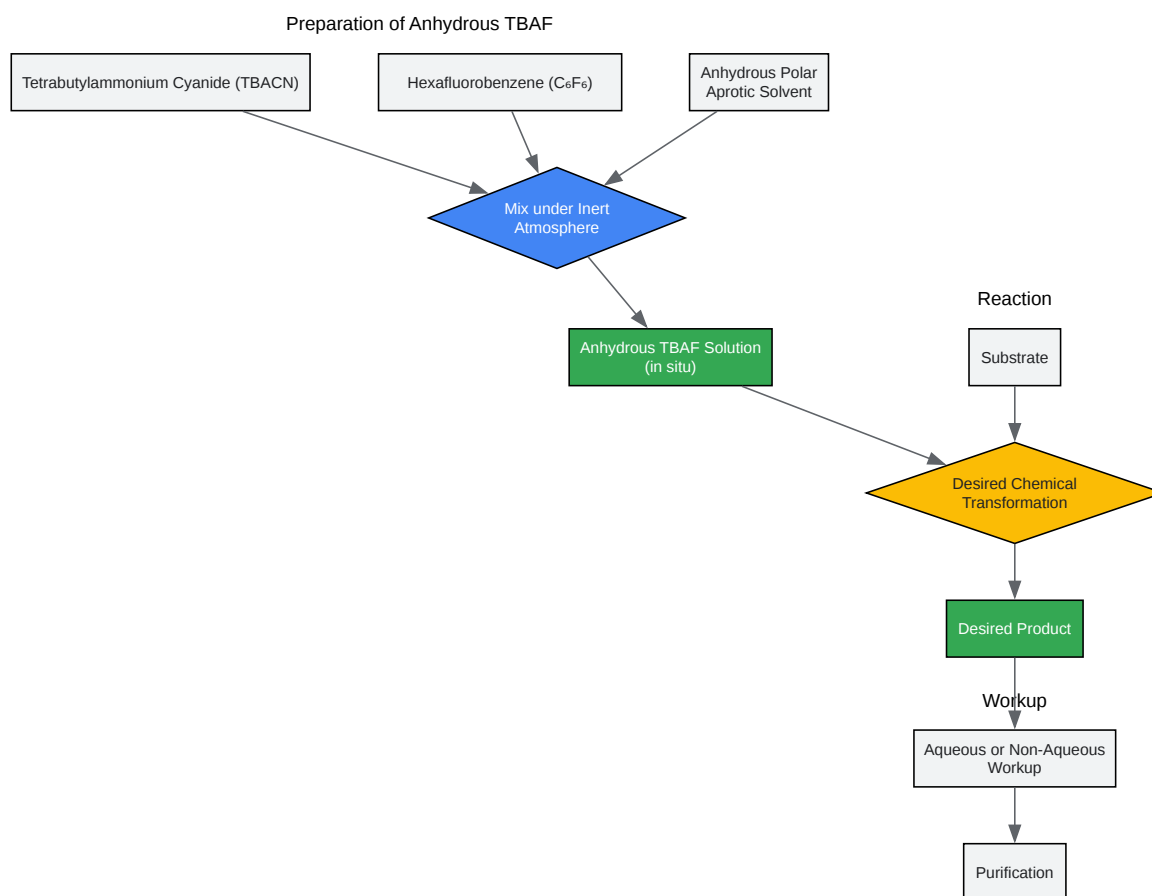 Preparation of Anhydrous TBAF
Tetrabutylammonium Cyanide (TBACN)
Hexafluorobenzene (C₆F₆)
Anhydrous Polar
Aprotic Solvent
Mix under Inert
Atmosphere
Anhydrous TBAF Solution
(in situ)
Reaction
Substrate
Desired Chemical
Transformation
Desired Product
Workup
Aqueous or Non-Aqueous
Workup
Purification